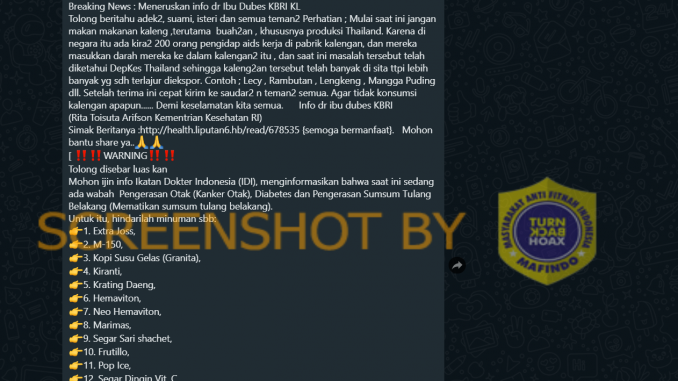 Breaking News : Meneruskan info dr Ibu Dubes KBRI KL
Tolong beritahu adek2, suami, isteri dan semua teman2 Perhatian ; Mulai saat ini jangan
makan makanan kaleng ,terutama buah2an , khususnya produksi Thailand. Karena di
negara itu ada kira2 200 orang pengidap aids kerja di pabrik kalengan, dan mereka
masukkan darah mereka ke dalam kalengan2 itu , dan saat ini masalah tersebut telah
diketahui DepKes Thailand sehingga kaleng2an tersebut telah banyak di sita ttpi lebih
banyak yg sdh terlajur diekspor. Contoh ; Lecy , Rambutan , Lengkeng , Mangga Puding
dll. Setelah terima ini cepat kirim ke saudar2 n teman2 semua. Agar tidak konsumsi
kalengan apapun...... Demi keselamatan kita semua. Info dr ibu dubes KBRI
(Rita Toisuta Arifson Kementrian Kesehatan RI)
Simak Beritanya :http://health.liputan6.hb/read/678535 {semoga bermanfaat}. Mohon
bantu share ya..🙏🙏
[ ‼️‼️WARNING‼️‼️
Tolong disebar luas kan
Mohon ijin info Ikatan Dokter Indonesia (IDI), menginformasikan bahwa saat ini sedang
ada wabah Pengerasan Otak (Kanker Otak), Diabetes dan Pengerasan Sumsum Tulang
Belakang (Mematikan sumsum tulang belakang).
Untuk itu, hindarilah minuman sbb:
👉1. Extra Joss,
👉2. M-150,
👉3. Kopi Susu Gelas (Granita),
👉4. Kiranti,
👉5. Krating Daeng,
👉6. Hemaviton,
👉7. Neo Hemaviton,
👉8. Marimas,
👉9. Segar Sari shachet,
👉10. Frutillo,
👉11. Pop Ice,
👉12. Segar Dingin Vit. C
SCREENSHOT BY
MASYARAKAT ANTI FITNAH INDONESIA
TURN
BACK
HOAX
MAFINDO